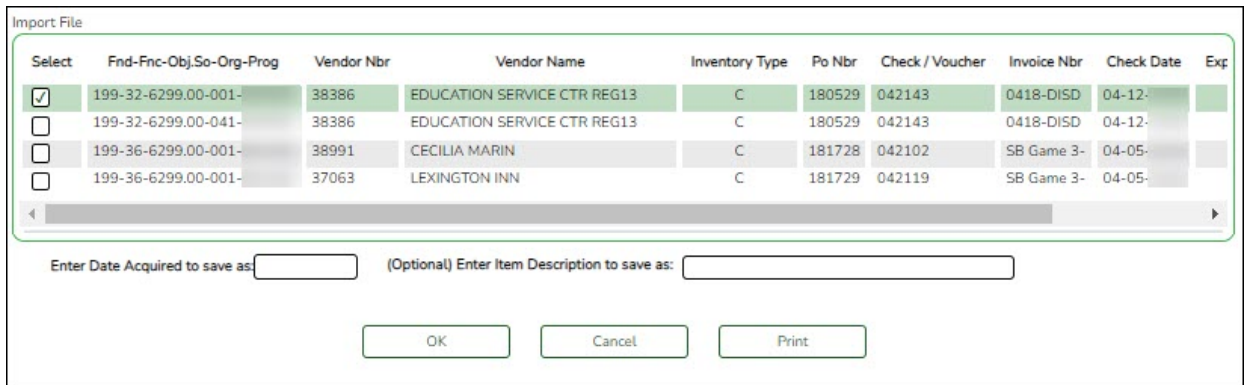 Import File
Select Fnd-Fnc-Obj.So-Org-Prog Vendor Nbr Vendor Name Inventory Type Po Nbr Check / Voucher Invoice Nbr Check Date Exp
199-32-6299.00-001- 38386 EDUCATION SERVICE CTR REG13 C 180529 042143 0418-DISD 04-12-
199-32-6299.00-041- 38386 EDUCATION SERVICE CTR REG13 C 180529 042143 0418-DISD 04-12-
199-36-6299.00-001- 38991 CECILIA MARIN C 181728 042102 SB Game 3- 04-05-
199-36-6299.00-001- 37063 LEXINGTON INN C 181729 042119 SB Game 3- 04-05-
Enter Date Acquired to save as: (Optional) Enter Item Description to save as:
OK Cancel Print